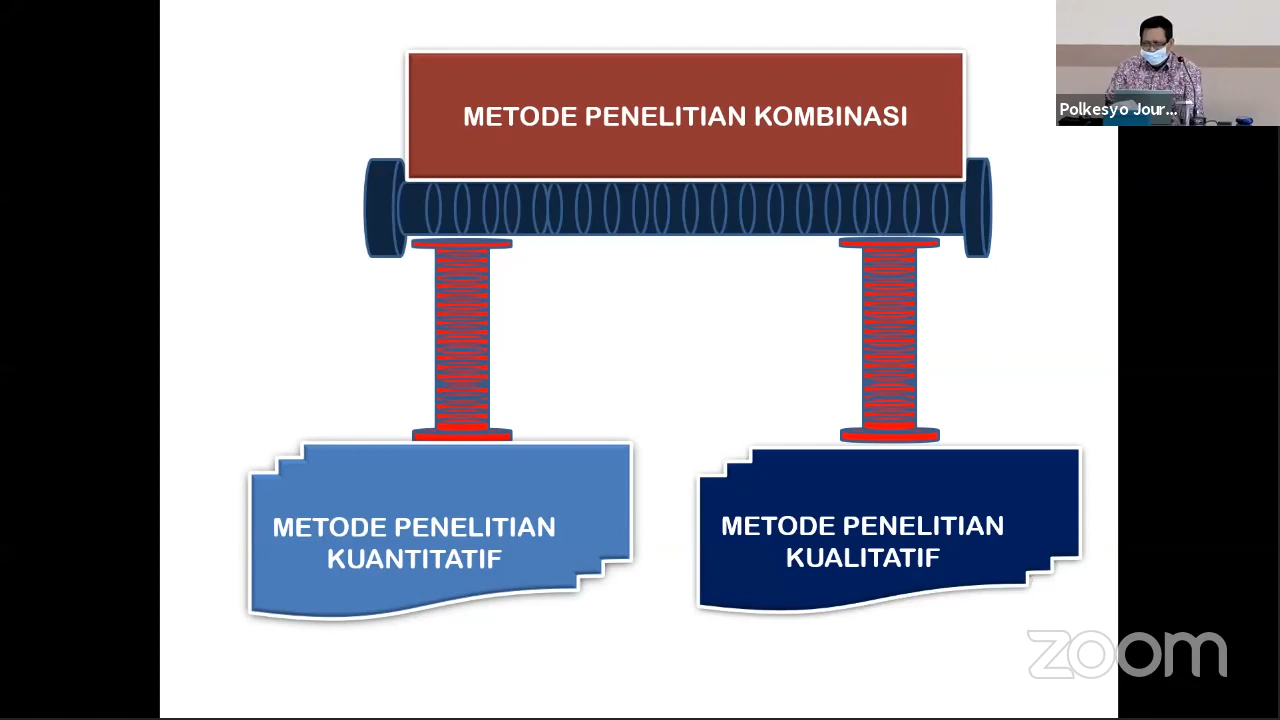 METODE PENELITIAN KOMBINASI
Polkesyo Jour...
METODE PENELITIAN
KUANTITATIF
METODE PENELITIAN
KUALITATIF
zoom